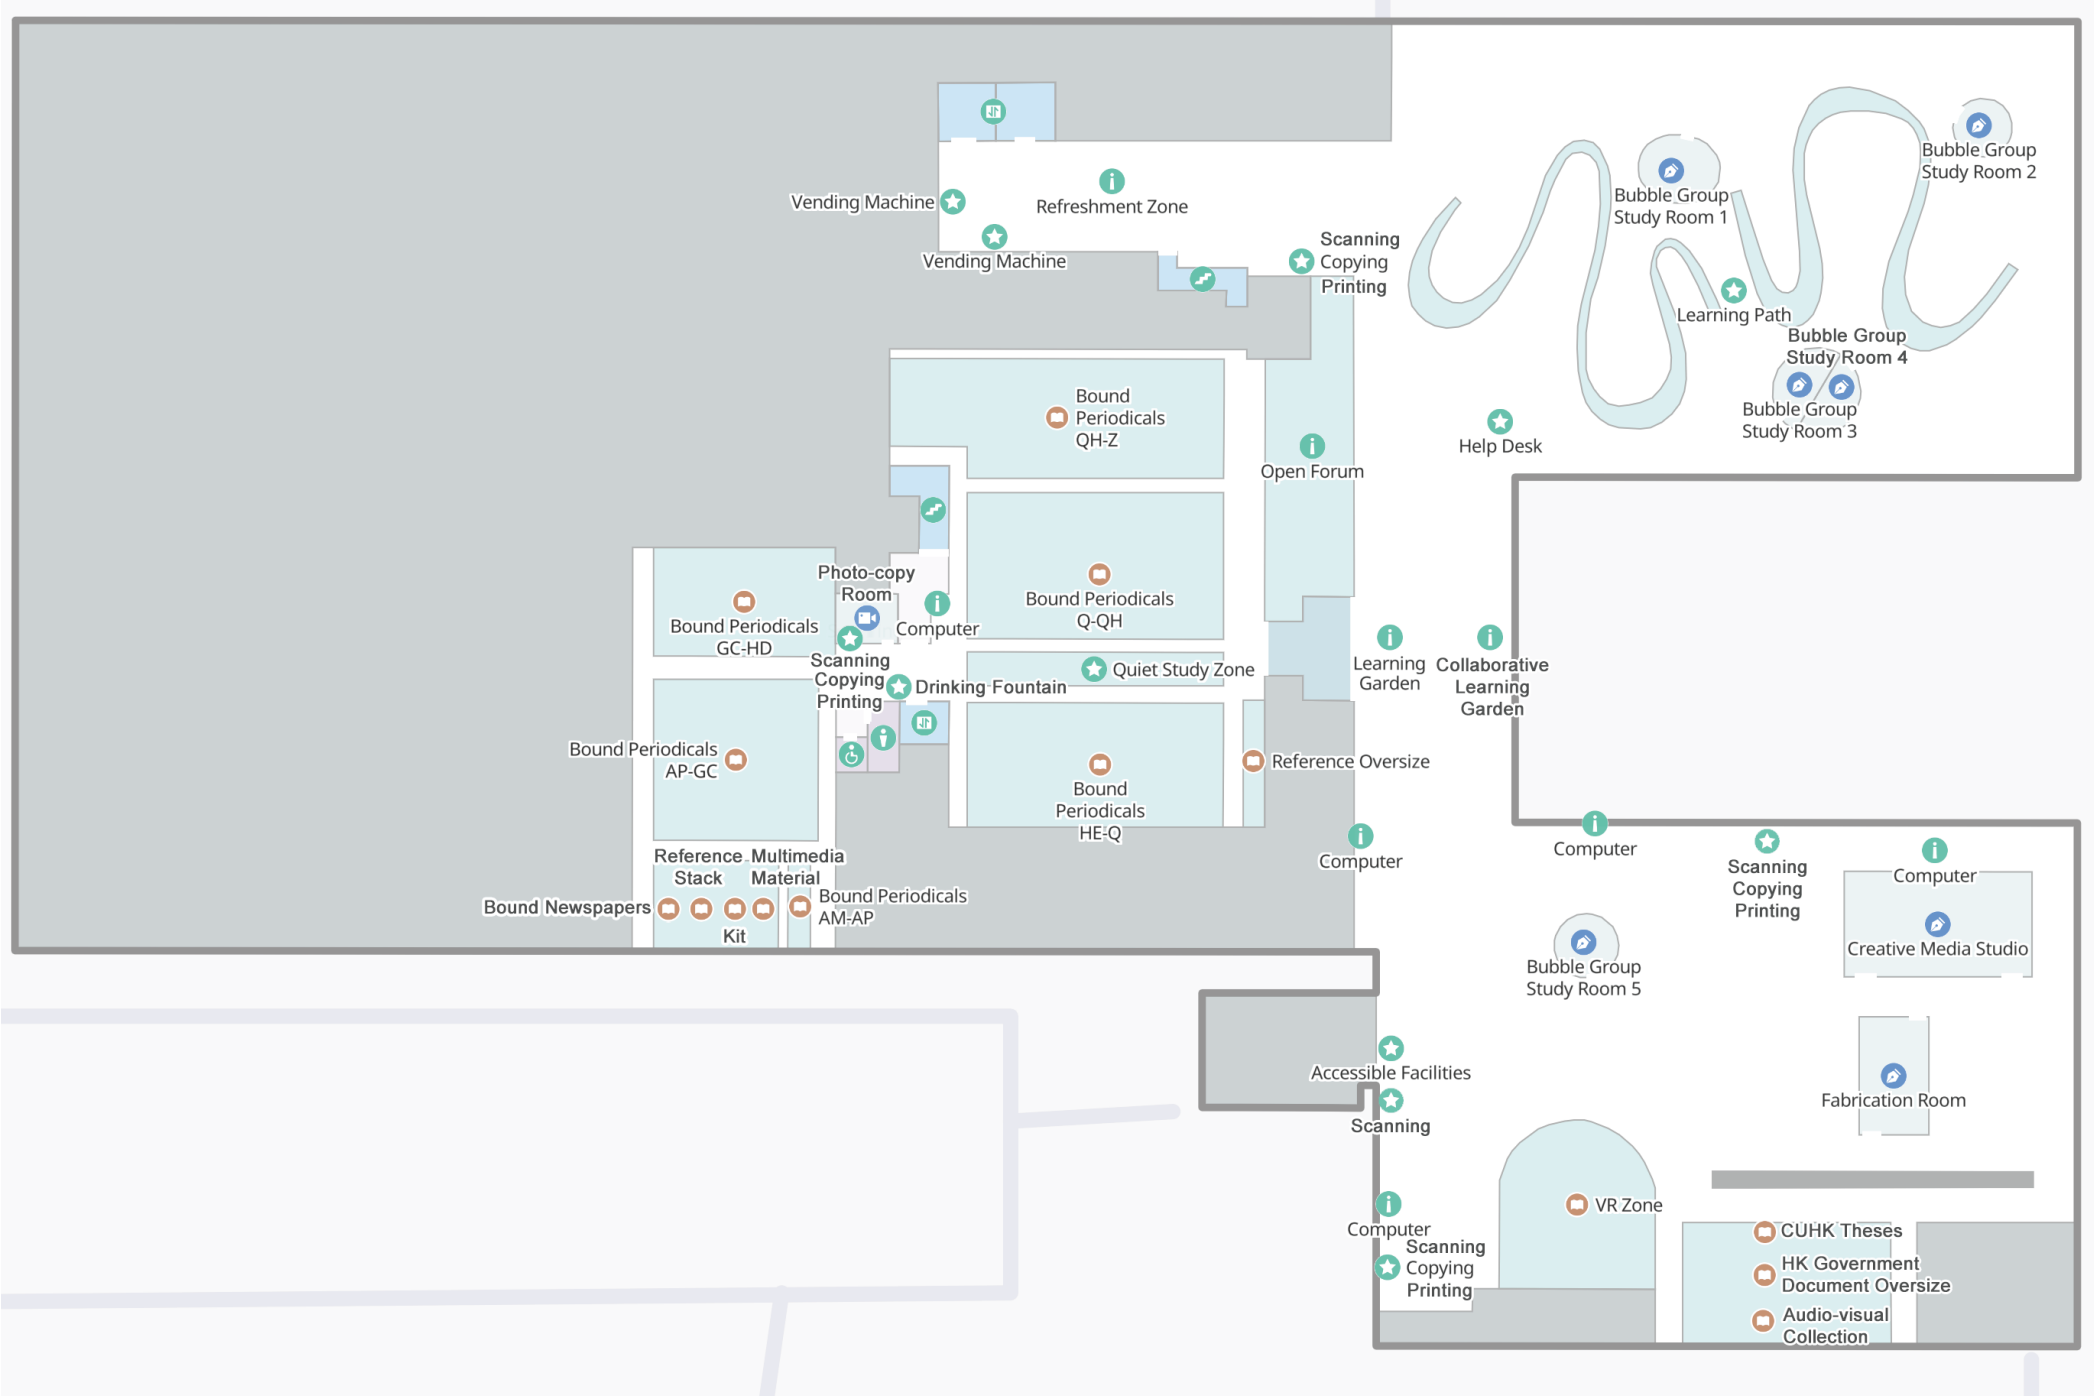 Bubble Group
Study Room 2
Bubble Group
Study Room 1
Vending Machine
Refreshment Zone
Vending Machine
Scanning
Copying
Printing
Learning Path
Bubble Group
Study Room 4
Bubble Group
Study Room 3
Help Desk
Bound
Periodicals
QH-Z
Open Forum
Photo-copy
Room
Bound Periodicals
GC-HD
Computer
Bound Periodicals
Q-QH
Scanning
Copying
Printing
Quiet Study Zone
Drinking Fountain
Learning
Garden
Collaborative
Learning
Garden
Bound Periodicals
AP-GC
Bound
Periodicals
HE-Q
Reference Oversize
Computer
Computer
Scanning
Copying
Printing
Computer
Creative Media Studio
Reference
Stack
Multimedia
Material
Bound Newspapers
Kit
Bound Periodicals
AM-AP
Bubble Group
Study Room 5
Accessible Facilities
Scanning
Fabrication Room
Computer
Scanning
Copying
Printing
VR Zone
CUHK Theses
HK Government
Document Oversize
Audio-visual
Collection